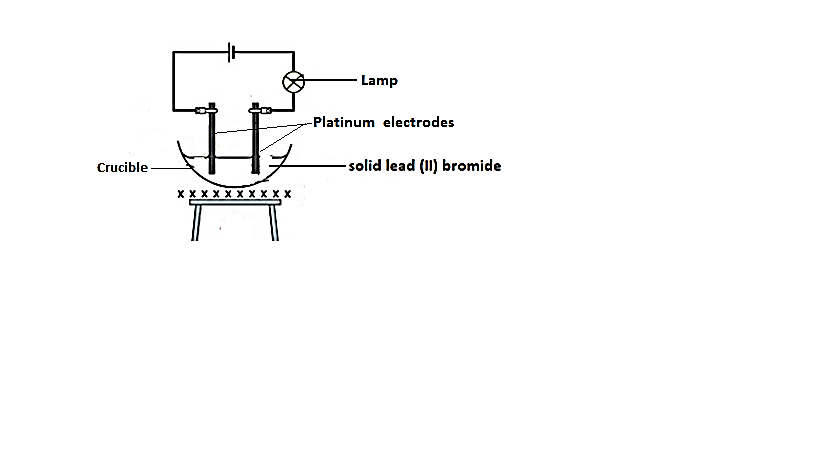 Lamp
Platinum electrodes
Crucible
solid lead (II) bromide
x x x x x x x x x x